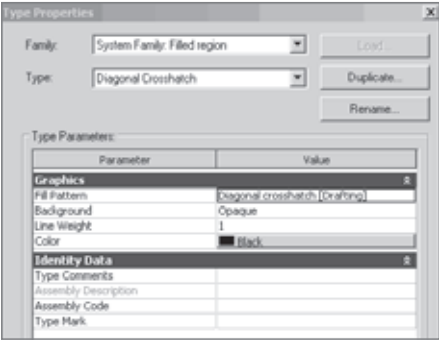 Type Properties
Family: System Family: Filled region Load...
Type: Diagonal Crosshatch Duplicate...
Rename...
Type Parameters:
Parameter Value
Graphics
Fill Pattern Diagonal crosshatch [Drafting]
Background Opaque
Line Weight 1
Color Black
Identity Data
Type Comments
Assembly Description
Assembly Code
Type Mark